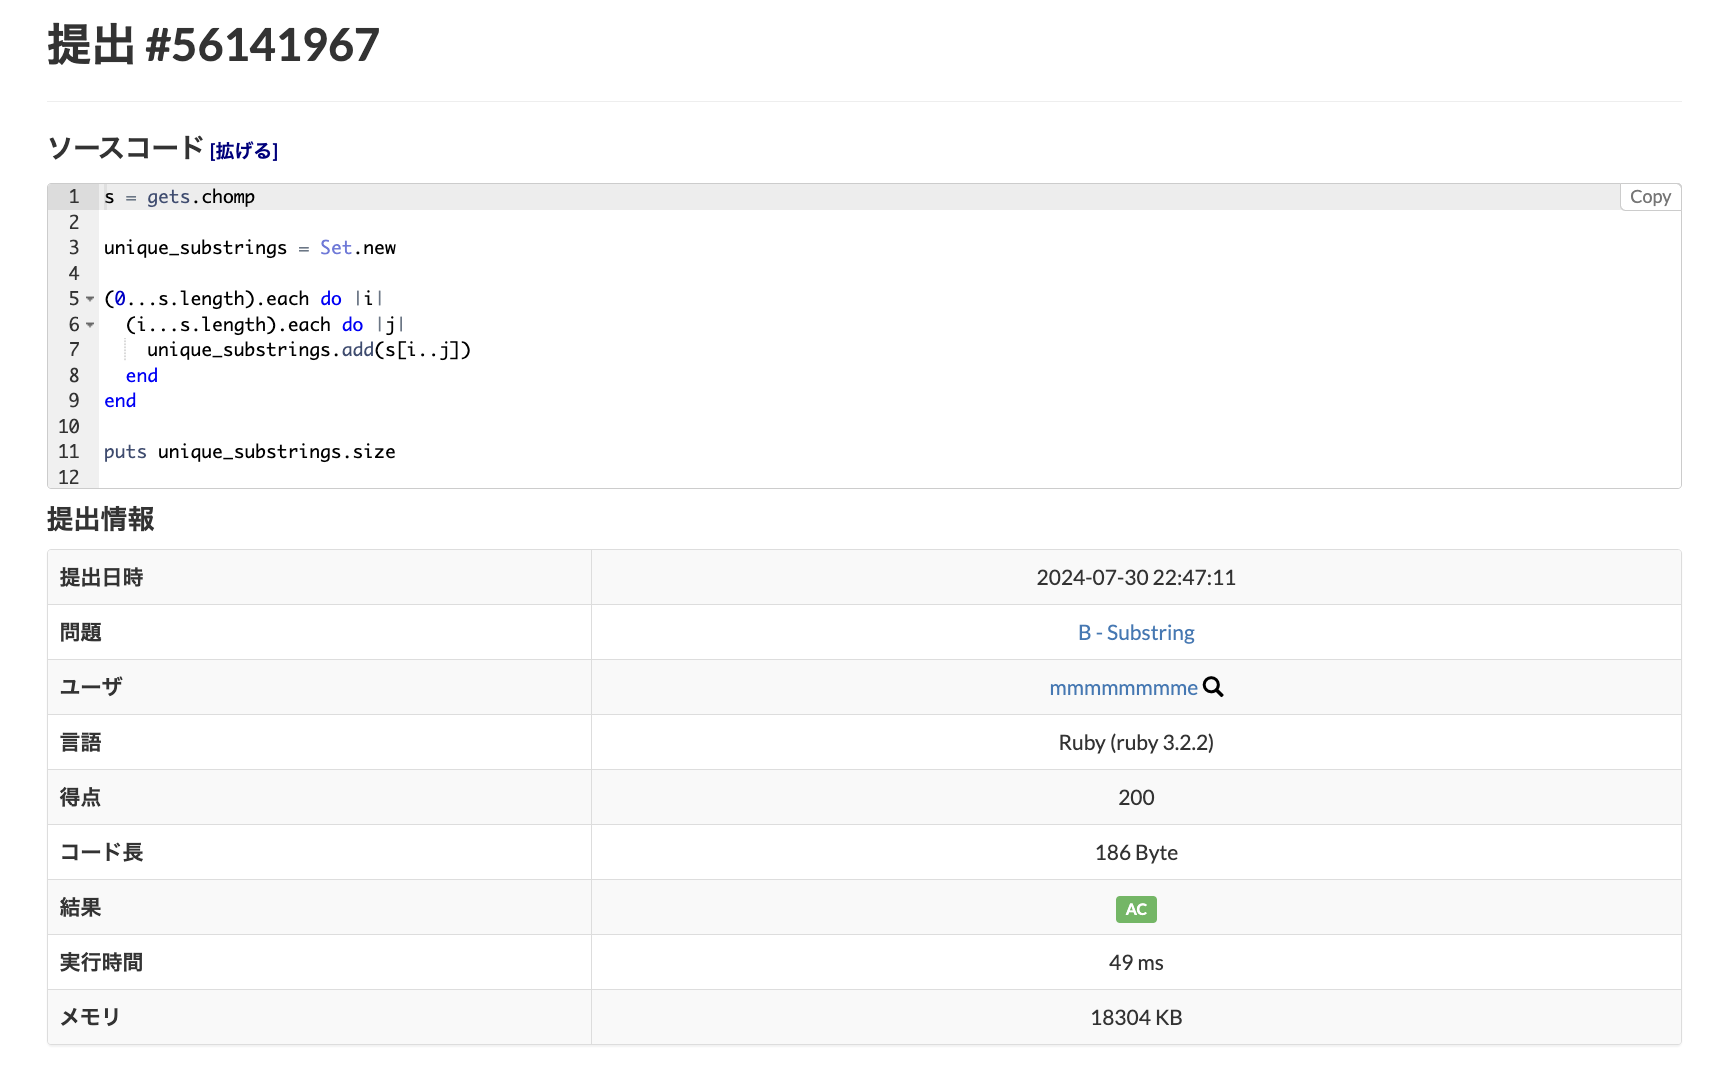 提出 #56141967
ソースコード [拡げる]
Copy
1 s = gets.chomp
2
3 unique_substrings = Set.new
4
5 (0...s.length).each do |i|
6   (i...s.length).each do |j|
7     unique_substrings.add(s[i..j])
8   end
9 end
10
11 puts unique_substrings.size
12
提出情報
提出日時 2024-07-30 22:47:11
問題 B - Substring
ユーザ mmmmmmmmme
言語 Ruby (ruby 3.2.2)
得点 200
コード長 186 Byte
結果 AC
実行時間 49 ms
メモリ 18304 KB